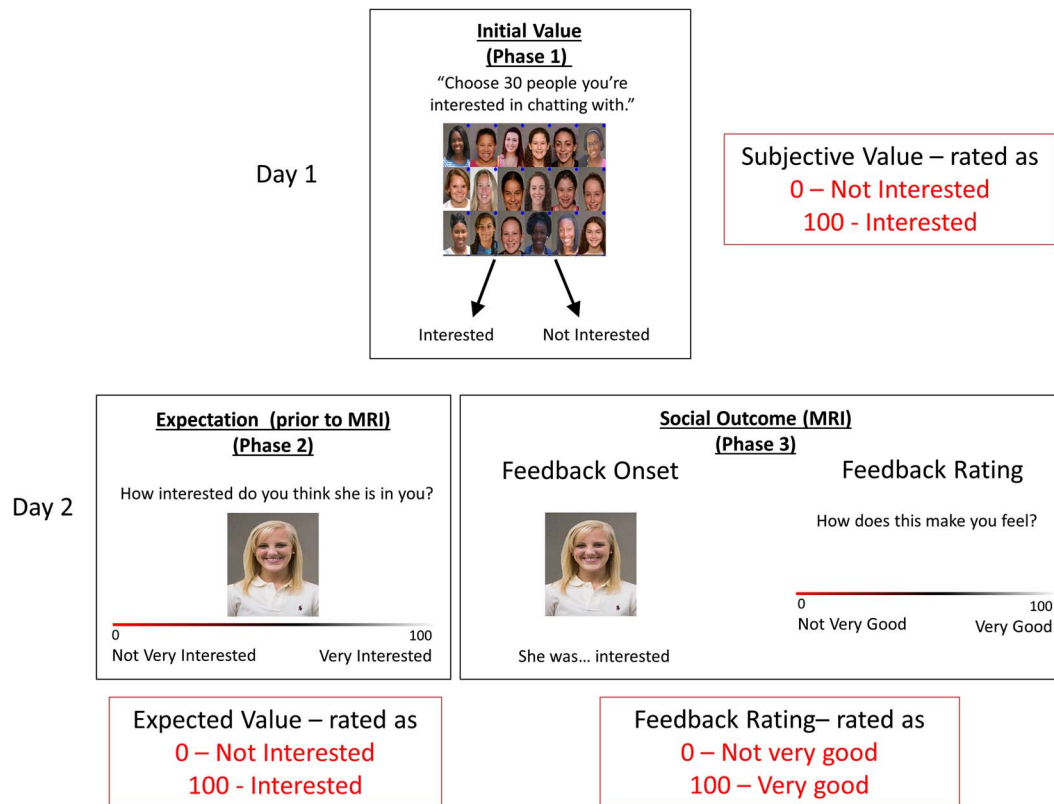 Initial Value
(Phase 1)
“Choose 30 people you’re
interested in chatting with.”
Day 1
Interested
Not Interested
Subjective Value – rated as
0 – Not Interested
100 - Interested
Day 2
Expectation  (prior to MRI)
(Phase 2)
How interested do you think she is in you?
0
100
Not Very Interested
Very Interested
Social Outcome (MRI)
(Phase 3)
Feedback Onset
She was... interested
Feedback Rating
How does this make you feel?
0
100
Not Very Good
Very Good
Expected Value – rated as
0 – Not Interested
100 - Interested
Feedback Rating– rated as
0 – Not very good
100 – Very good